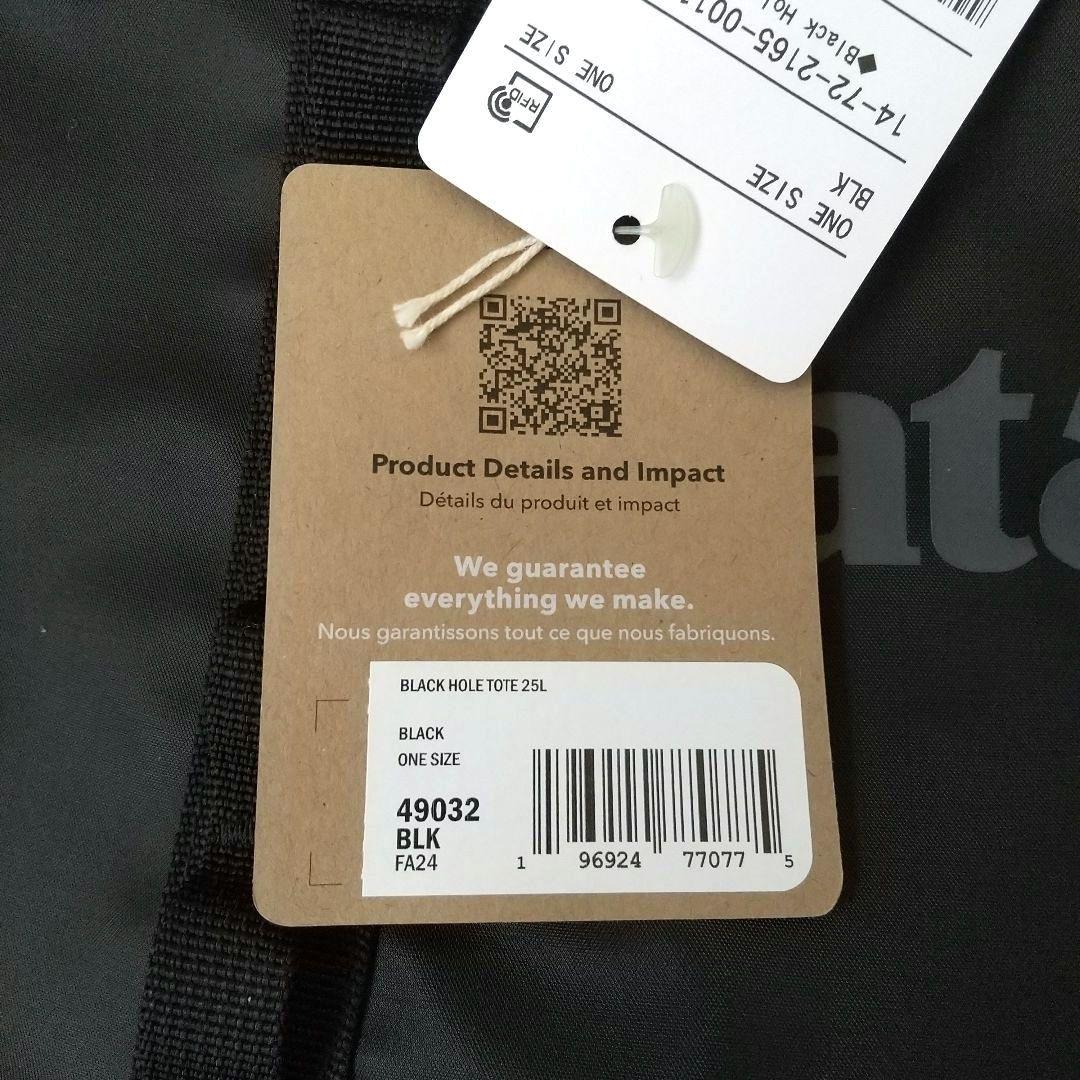 14-72-2165-001
◆Black Ho
ONE SIZE
ONE SIZE
RFID
BLK
ONE SIZE
Product Details and Impact
Détails du produit et impact
We guarantee
everything we make.
Nous garantissons tout ce que nous fabriquons.
BLACK HOLE TOTE 25L
BLACK
ONE SIZE
49032
BLK
FA24
1 96924 77077 5
at